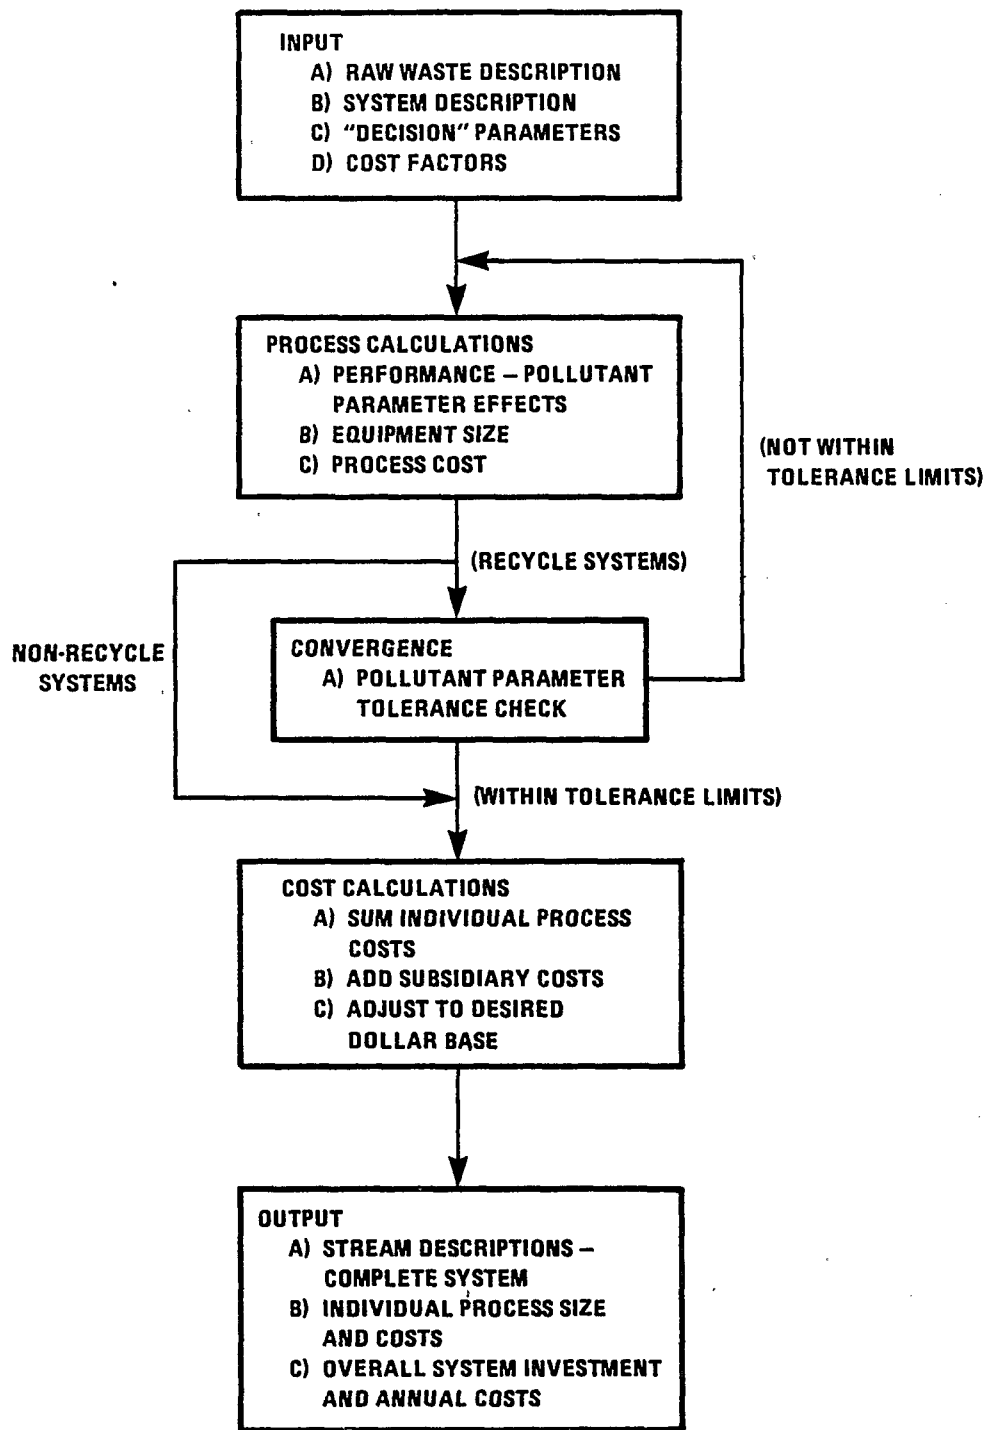 INPUT
A) RAW WASTE DESCRIPTION
B) SYSTEM DESCRIPTION
C) “DECISION” PARAMETERS
D) COST FACTORS
PROCESS CALCULATIONS
A) PERFORMANCE – POLLUTANT
PARAMETER EFFECTS
B) EQUIPMENT SIZE
C) PROCESS COST
(NOT WITHIN
TOLERANCE LIMITS)
(RECYCLE SYSTEMS)
NON-RECYCLE
SYSTEMS
CONVERGENCE
A) POLLUTANT PARAMETER
TOLERANCE CHECK
(WITHIN TOLERANCE LIMITS)
COST CALCULATIONS
A) SUM INDIVIDUAL PROCESS
COSTS
B) ADD SUBSIDIARY COSTS
C) ADJUST TO DESIRED
DOLLAR BASE
OUTPUT
A) STREAM DESCRIPTIONS –
COMPLETE SYSTEM
B) INDIVIDUAL PROCESS SIZE
AND COSTS
C) OVERALL SYSTEM INVESTMENT
AND ANNUAL COSTS